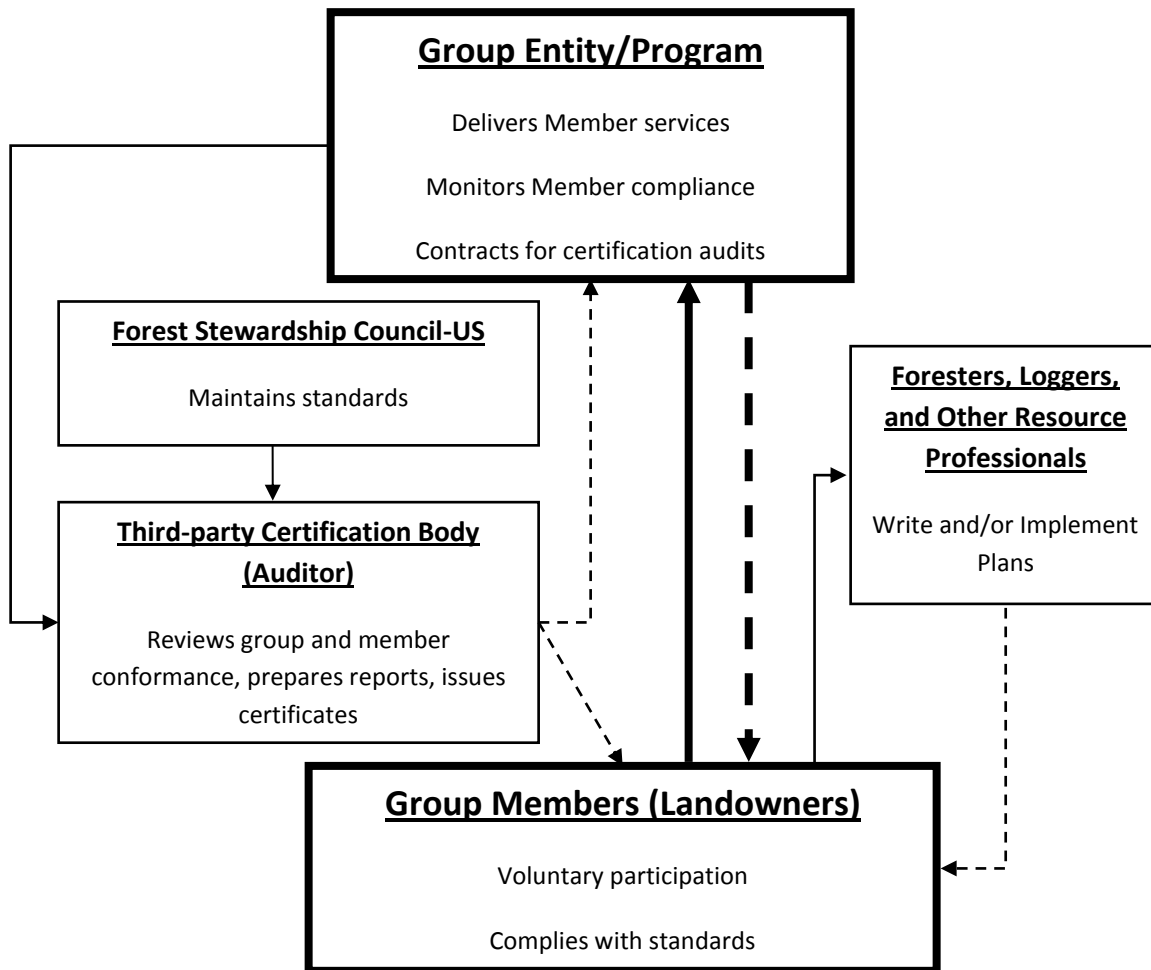 Group Entity/Program
Delivers Member services
Monitors Member compliance
Contracts for certification audits
Forest Stewardship Council-US
Maintains standards
Third-party Certification Body
(Auditor)
Reviews group and member
conformance, prepares reports, issues
certificates
Foresters, Loggers,
and Other Resource
Professionals
Write and/or Implement
Plans
Group Members (Landowners)
Voluntary participation
Complies with standards